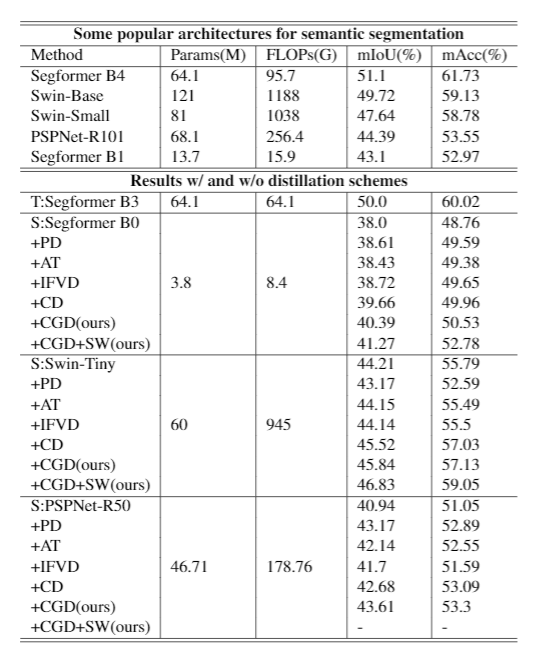 Some popular architectures for semantic segmentation
Method Params(M) FLOPs(G) mIoU(%) mAcc(%)
Segformer B4 64.1 95.7 51.1 61.73
Swin-Base 121 1188 49.72 59.13
Swin-Small 81 1038 47.64 58.78
PSPNet-R101 68.1 256.4 44.39 53.55
Segformer B1 13.7 15.9 43.1 52.97
Results w/ and w/o distillation schemes
T:Segformer B3 64.1 64.1 50.0 60.02
S:Segformer B0 38.0 48.76
+PD 38.61 49.59
+AT 38.43 49.38
+IFVD 3.8 8.4 38.72 49.65
+CD 39.66 49.96
+CGD(ours) 40.39 50.53
+CGD+SW(ours) 41.27 52.78
S:Swin-Tiny 44.21 55.79
+PD 43.17 52.59
+AT 44.15 55.49
+IFVD 60 945 44.14 55.5
+CD 45.52 57.03
+CGD(ours) 45.84 57.13
+CGD+SW(ours) 46.83 59.05
S:PSPNet-R50 40.94 51.05
+PD 43.17 52.89
+AT 42.14 52.55
+IFVD 46.71 178.76 41.7 51.59
+CD 42.68 53.09
+CGD(ours) 43.61 53.3
+CGD+SW(ours) - -